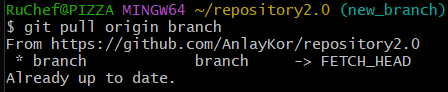 RuChef@PIZZA MINGW64 ~/repository2.0 (new_branch)
$ git pull origin branch
From https://github.com/AnlayKor/repository2.0
 * branch            branch     -> FETCH_HEAD
Already up to date.